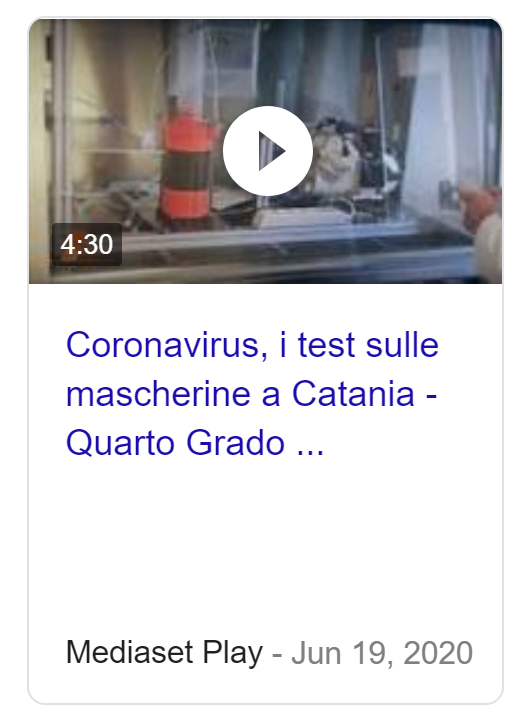 4:30
Coronavirus, i test sulle
mascherine a Catania -
Quarto Grado ...
Mediaset Play - Jun 19, 2020